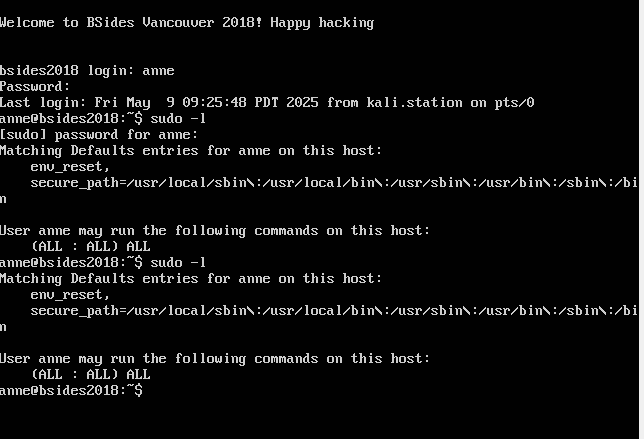 Welcome to BSides Vancouver 2018! Happy hacking
bsides2018 login: anne
Password:
Last login: Fri May  9 09:25:48 PDT 2025 from kali.station on pts/0
anne@bsides2018:~$ sudo -l
[sudo] password for anne:
Matching Defaults entries for anne on this host:
    env_reset,
    secure_path=/usr/local/sbin\:/usr/local/bin\:/usr/sbin\:/usr/bin\:/sbin\:/bi
n
User anne may run the following commands on this host:
    (ALL : ALL) ALL
anne@bsides2018:~$ sudo -l
Matching Defaults entries for anne on this host:
    env_reset,
    secure_path=/usr/local/sbin\:/usr/local/bin\:/usr/sbin\:/usr/bin\:/sbin\:/bi
n
User anne may run the following commands on this host:
    (ALL : ALL) ALL
anne@bsides2018:~$